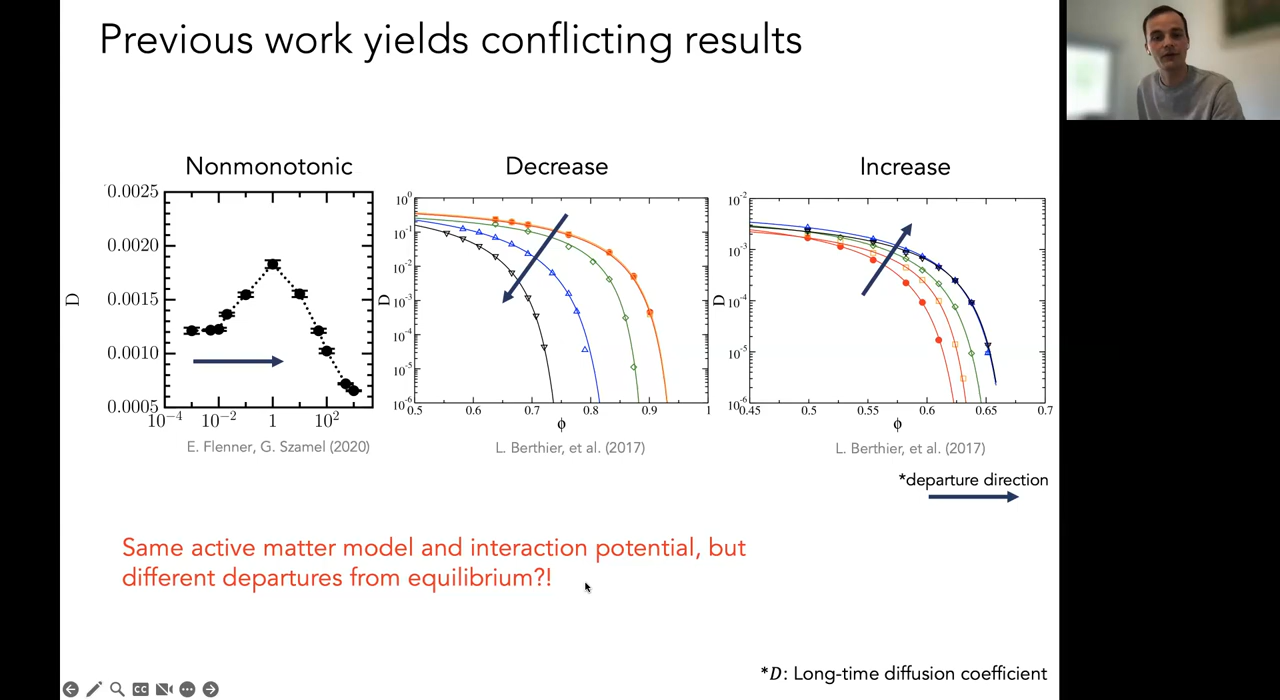 Previous work yields conflicting results
Nonmonotonic
0.0025
0.0020
0.0015
0.0010
0.0005
D
10⁻⁴ 10⁻² 1 10²
E. Flenner, G. Szamel (2020)
Decrease
10⁰
10⁻¹
10⁻²
10⁻³
10⁻⁴
10⁻⁵
10⁻⁶
D
0.5 0.6 0.7 0.8 0.9 1
ϕ
L. Berthier, et al. (2017)
Increase
10⁻²
10⁻³
10⁻⁴
10⁻⁵
10⁻⁶
D
0.45 0.5 0.55 0.6 0.65 0.7
ϕ
L. Berthier, et al. (2017)
*departure direction
Same active matter model and interaction potential, but
different departures from equilibrium?!
*D: Long-time diffusion coefficient
CC